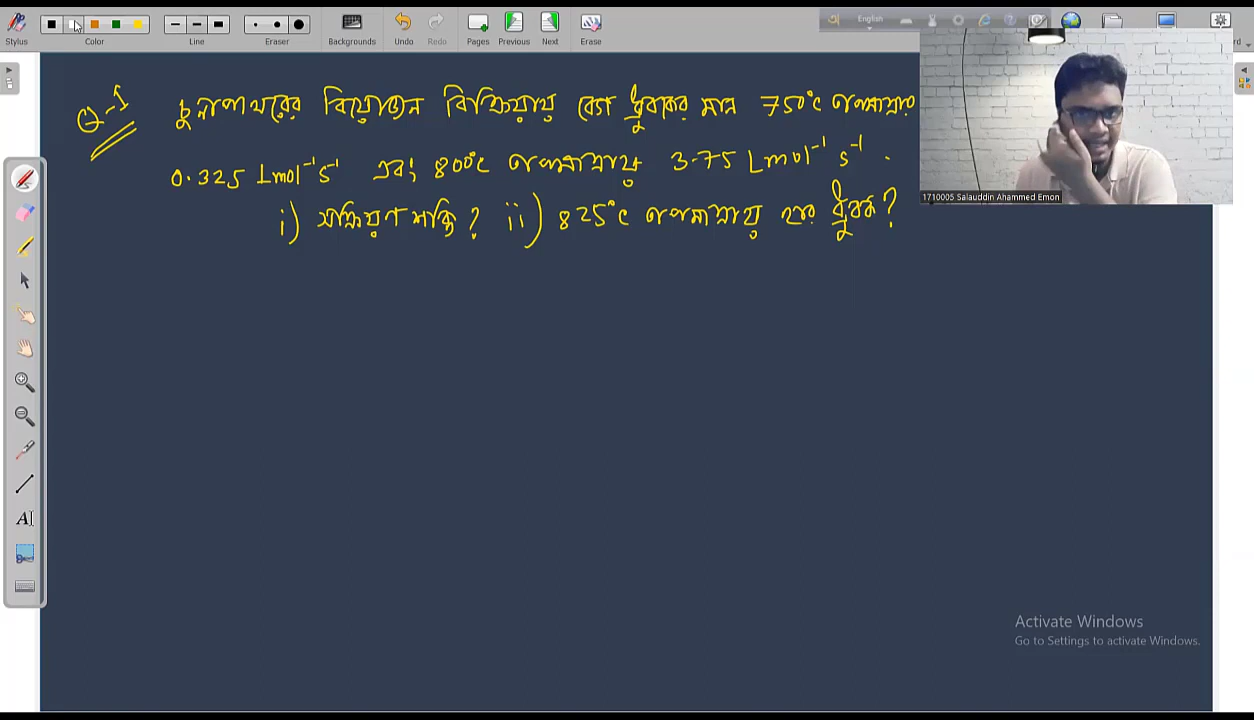 Stylus
Color
Line
Eraser
Backgrounds
Undo
Redo
Pages
Previous
Next
Erase
English
Q-1 চুনাপাথরের বিয়োজন বিক্রিয়ায় বেগ ধ্রুবকের মান 750°C তাপমাত্রায়
0.325 Lmol⁻¹s⁻¹ এবং 800°C তাপমাত্রায় 3.75 Lmol⁻¹ s⁻¹ .
i) সক্রিয়ণ শক্তি? ii) 825°C তাপমাত্রায় হার ধ্রুবক?
1710005 Salauddin Ahammed Emon
Activate Windows
Go to Settings to activate Windows.